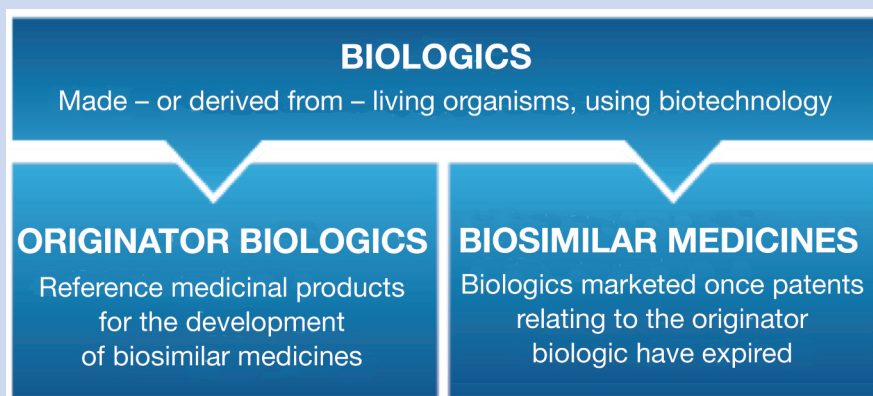 BIOLOGICS
Made – or derived from – living organisms, using biotechnology
ORIGINATOR BIOLOGICS
Reference medicinal products
for the development
of biosimilar medicines
BIOSIMILAR MEDICINES
Biologics marketed once patents
relating to the originator
biologic have expired